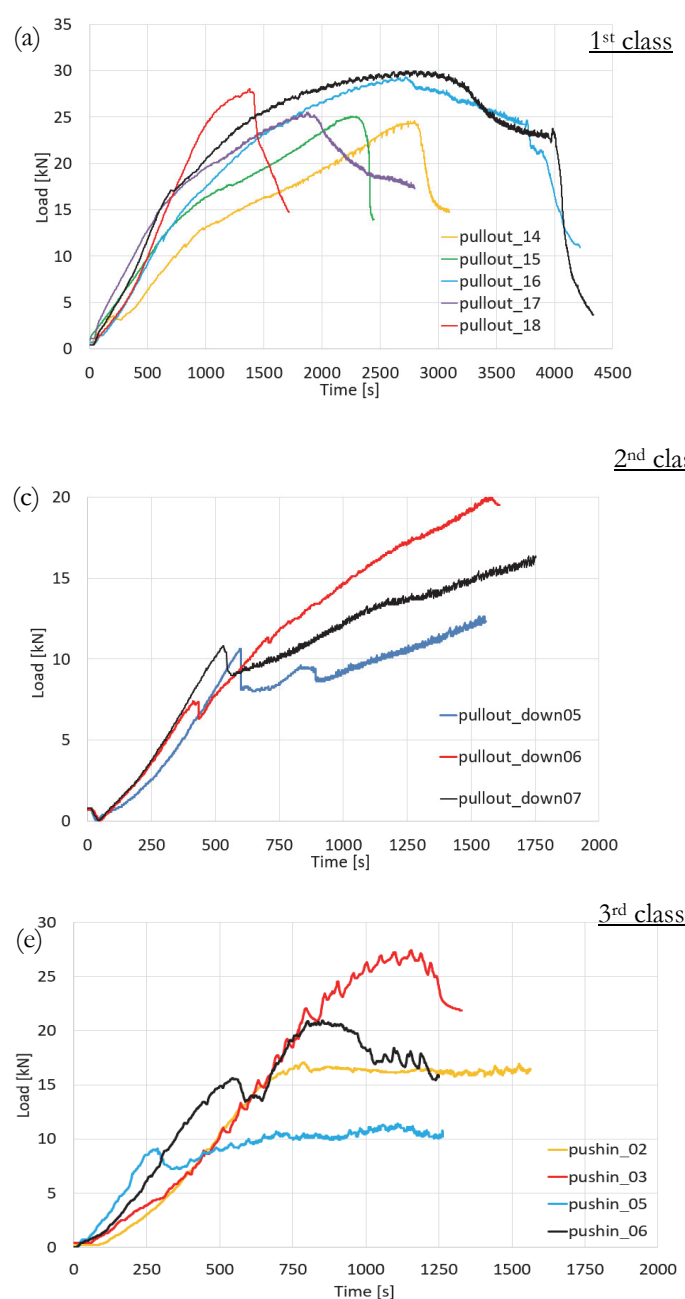 (a)
1st class
35
30
25
20
15
10
5
0
Load [kN]
pullout_14
pullout_15
pullout_16
pullout_17
pullout_18
0 500 1000 1500 2000 2500 3000 3500 4000 4500
Time [s]
2nd clas
(c)
20
15
10
5
0
Load [kN]
pullout_down05
pullout_down06
pullout_down07
0 250 500 750 1000 1250 1500 1750 2000
Time [s]
3rd class
(e)
30
25
20
15
10
5
0
Load [kN]
pushin_02
pushin_03
pushin_05
pushin_06
0 250 500 750 1000 1250 1500 1750 2000
Time [s]